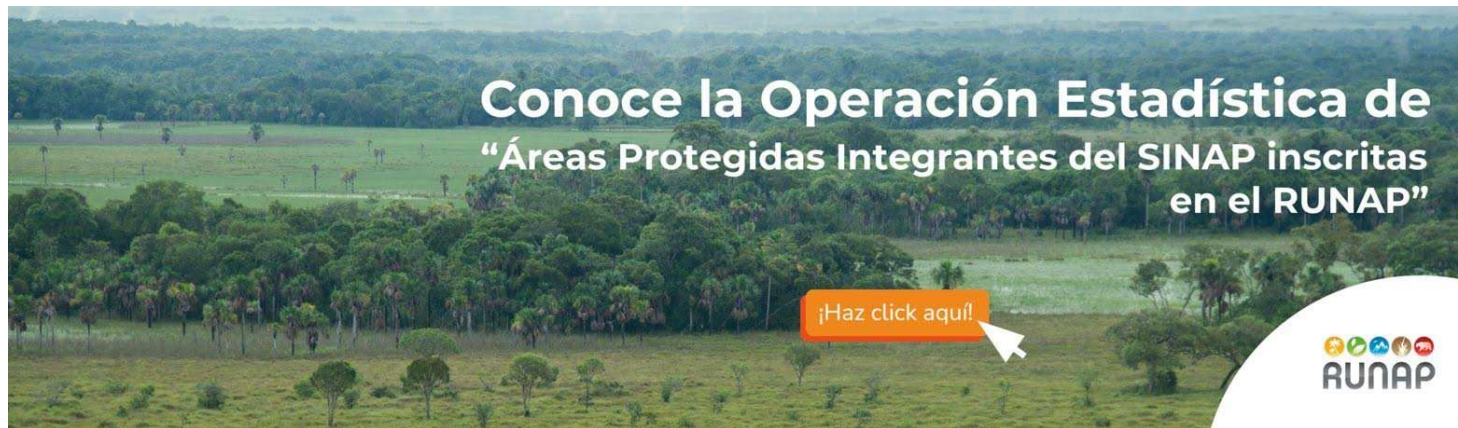 Conoce la Operación Estadística de
“Áreas Protegidas Integrantes del SINAP inscritas
en el RUNAP”
¡Haz click aquí!
RUNAP